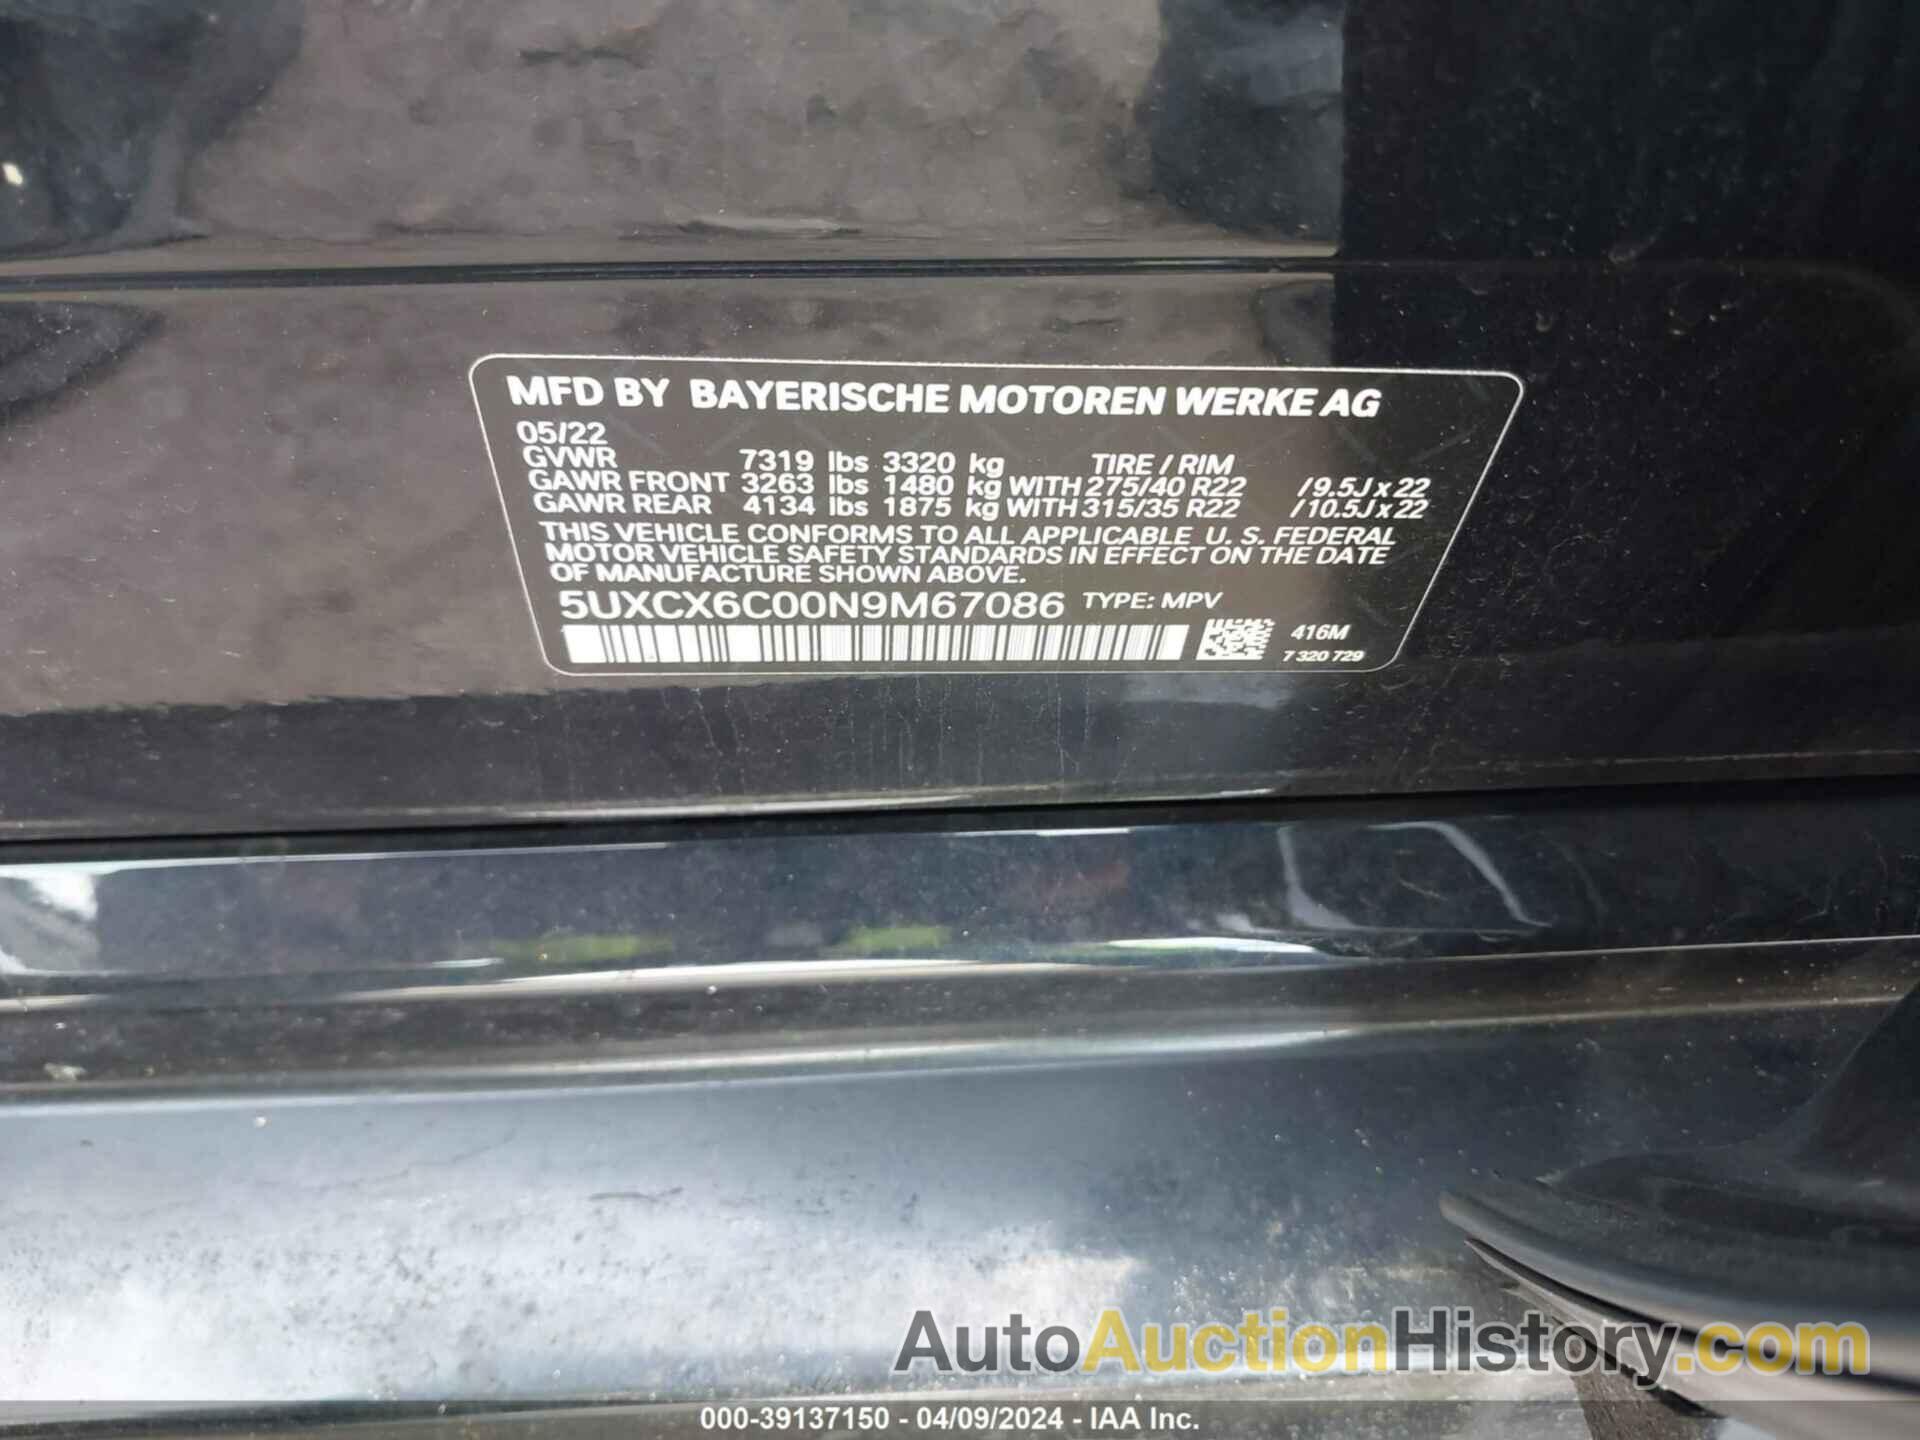 MFD BY BAYERISCHE MOTOREN WERKE AG
05/22
GVWR 7319 lbs 3320 kg TIRE / RIM
GAWR FRONT 3263 lbs 1480 kg WITH 275/40 R22 / 9.5J x 22
GAWR REAR 4134 lbs 1875 kg WITH 315/35 R22 / 10.5J x 22
THIS VEHICLE CONFORMS TO ALL APPLICABLE U. S. FEDERAL
MOTOR VEHICLE SAFETY STANDARDS IN EFFECT ON THE DATE
OF MANUFACTURE SHOWN ABOVE.
5UXCX6C00N9M67086 TYPE: MPV
416M
7 320 729
AutoAuctionHistory.com
000-39137150 - 04/09/2024 - IAA Inc.